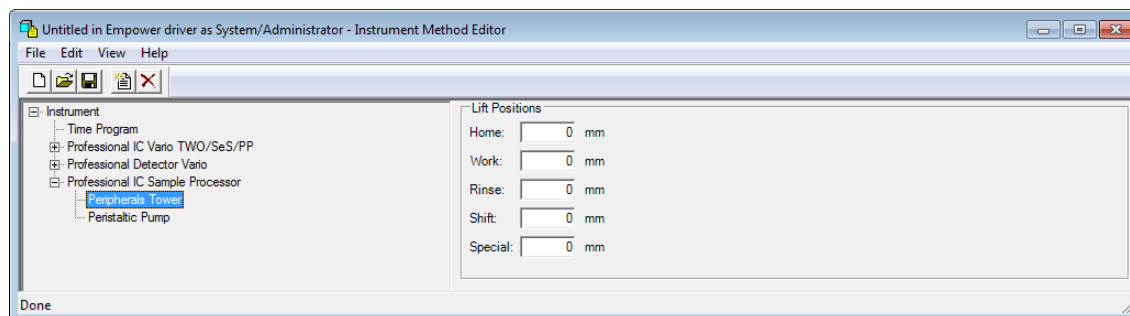 Untitled in Empower driver as System/Administrator - Instrument Method Editor
File Edit View Help
Instrument
Time Program
Professional IC Vario TWO/SeS/PP
Professional Detector Vario
Professional IC Sample Processor
Peripherals Tower
Peristaltic Pump
Lift Positions
Home: 0 mm
Work: 0 mm
Rinse: 0 mm
Shift: 0 mm
Special: 0 mm
Done